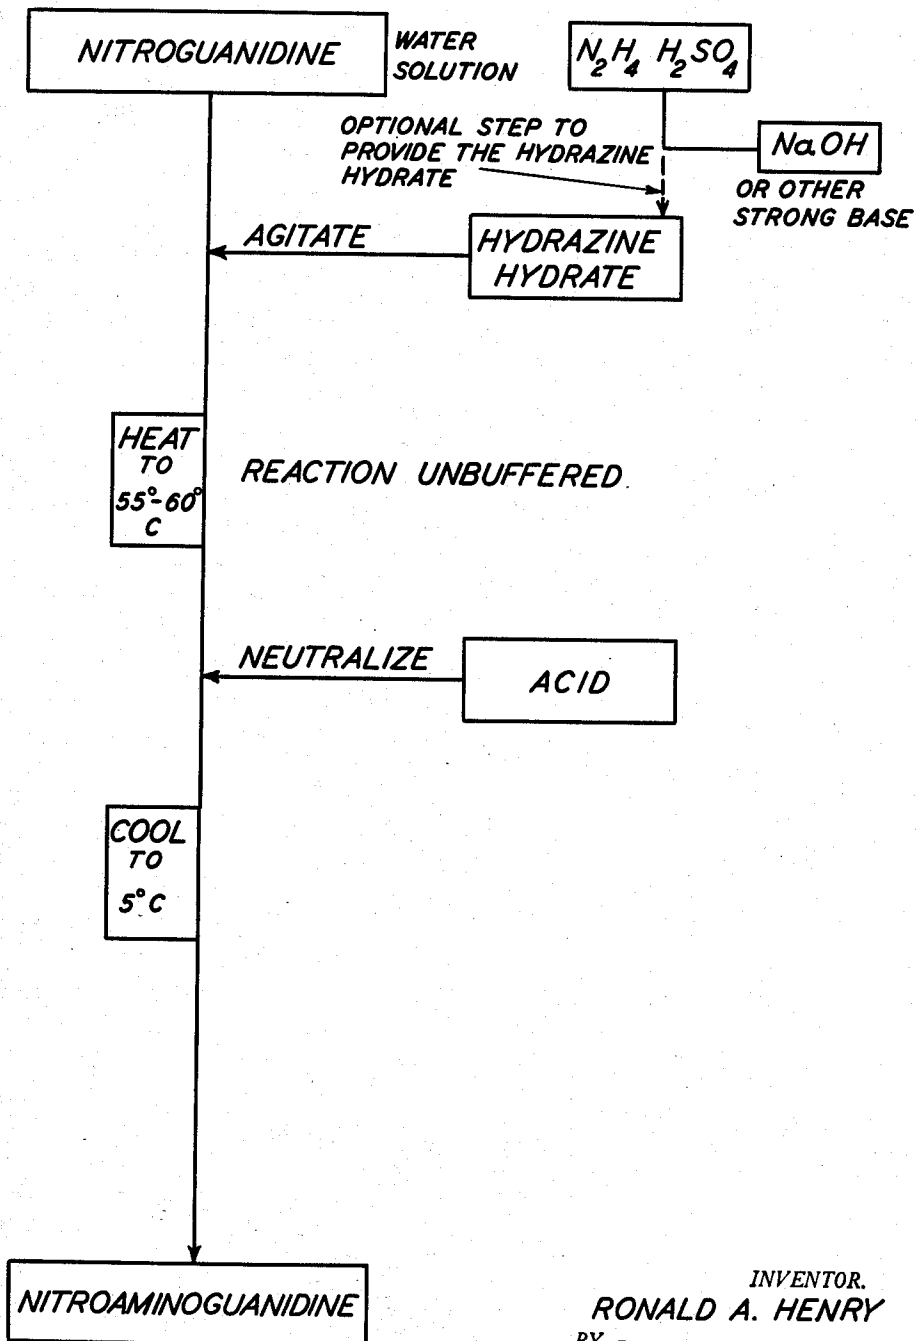 NITROGUANIDINE
WATER
SOLUTION
N2H4 H2SO4
OPTIONAL STEP TO
PROVIDE THE HYDRAZINE
HYDRATE
NaOH
OR OTHER
STRONG BASE
AGITATE
HYDRAZINE
HYDRATE
HEAT
TO
55°-60°
C
REACTION UNBUFFERED.
NEUTRALIZE
ACID
COOL
TO
5°C
NITROAMINOGUANIDINE
INVENTOR.
RONALD A. HENRY
BY